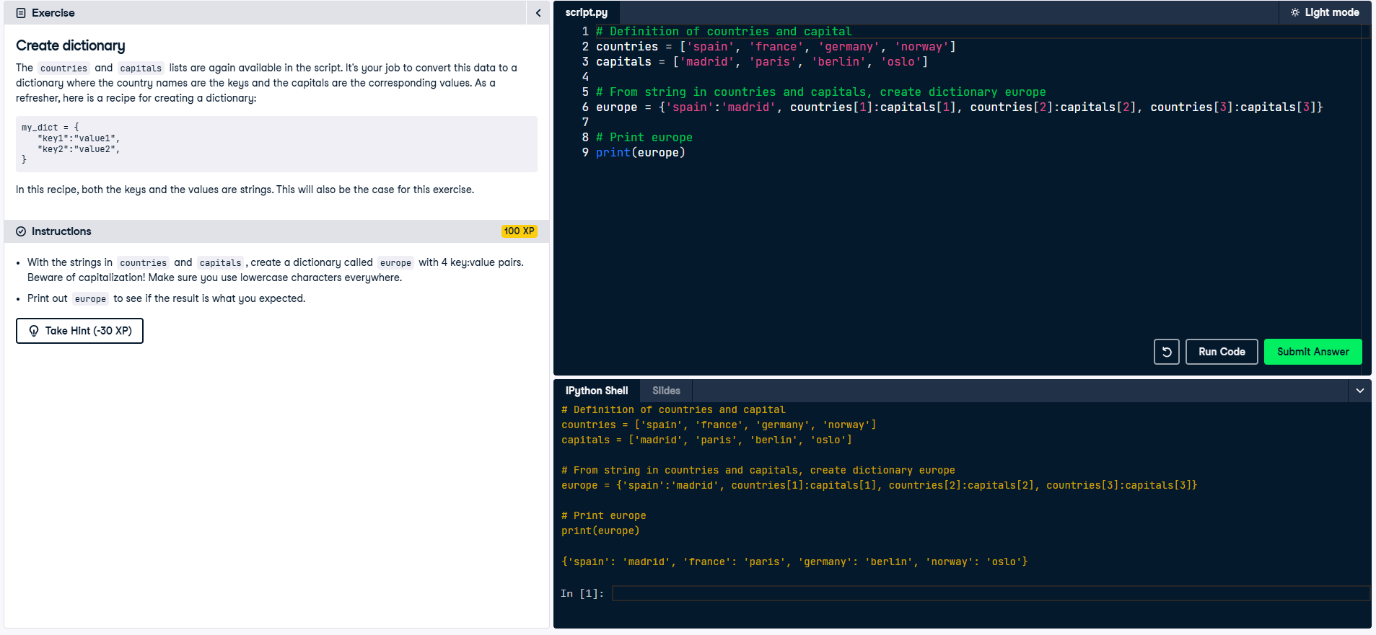 Exercise
Create dictionary
The countries and capitals lists are again available in the script. It's your job to convert this data to a
dictionary where the country names are the keys and the capitals are the corresponding values. As a
refresher, here is a recipe for creating a dictionary:
my_dict = {
   "key1":"value1",
   "key2":"value2",
}
In this recipe, both the keys and the values are strings. This will also be the case for this exercise.
Instructions
100 XP
• With the strings in countries and capitals, create a dictionary called europe with 4 key:value pairs.
Beware of capitalization! Make sure you use lowercase characters everywhere.
• Print out europe to see if the result is what you expected.
Take Hint (-30 XP)
script.py
Light mode
1 # Definition of countries and capital
2 countries = ['spain', 'france', 'germany', 'norway']
3 capitals = ['madrid', 'paris', 'berlin', 'oslo']
4
5 # From string in countries and capitals, create dictionary europe
6 europe = {'spain':'madrid', countries[1]:capitals[1], countries[2]:capitals[2], countries[3]:capitals[3]}
7
8 # Print europe
9 print(europe)
Run Code
Submit Answer
IPython Shell
Slides
# Definition of countries and capital
countries = ['spain', 'france', 'germany', 'norway']
capitals = ['madrid', 'paris', 'berlin', 'oslo']
# From string in countries and capitals, create dictionary europe
europe = {'spain':'madrid', countries[1]:capitals[1], countries[2]:capitals[2], countries[3]:capitals[3]}
# Print europe
print(europe)
{'spain': 'madrid', 'france': 'paris', 'germany': 'berlin', 'norway': 'oslo'}
In [1]: